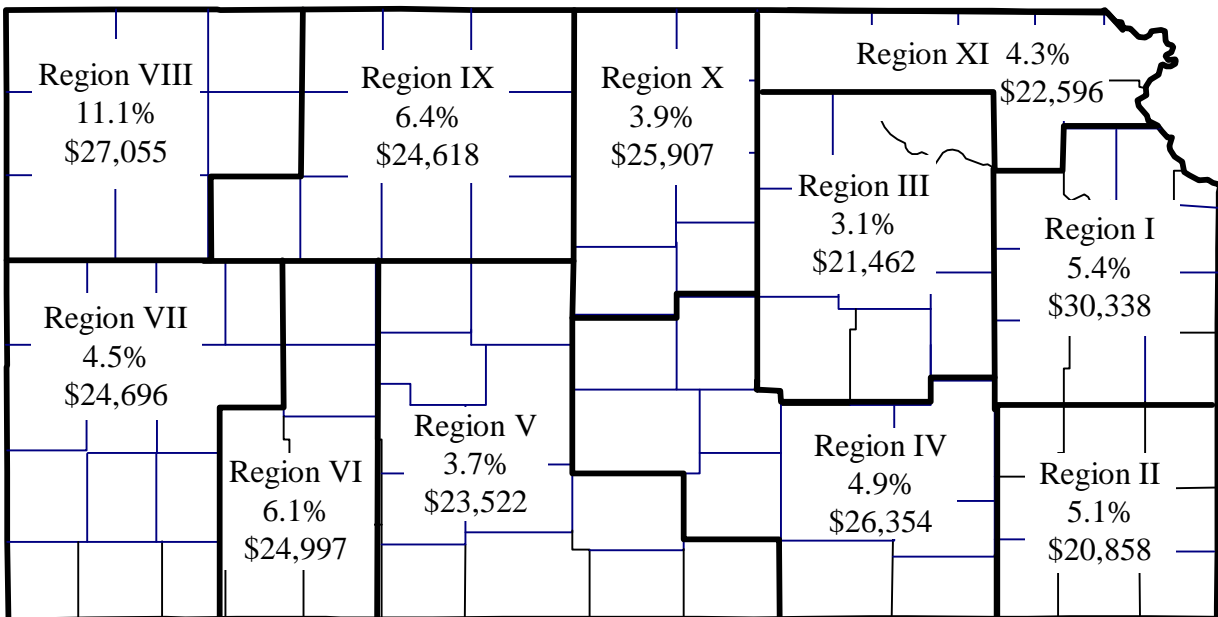 Region VIII
11.1%
$27,055
Region IX
6.4%
$24,618
Region X
3.9%
$25,907
Region XI 4.3%
$22,596
Region III
3.1%
$21,462
Region I
5.4%
$30,338
Region VII
4.5%
$24,696
Region VI
6.1%
$24,997
Region V
3.7%
$23,522
Region IV
4.9%
$26,354
Region II
5.1%
$20,858